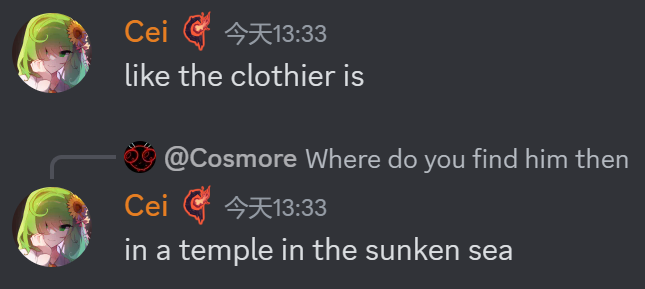 Cei 今天13:33
like the clothier is
@Cosmore Where do you find him then
Cei 今天13:33
in a temple in the sunken sea